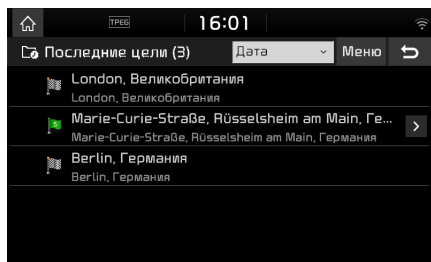 TPEG 16:01
Последние цели (3) Дата Меню
London, Великобритания
London, Великобритания
Marie-Curie-Straße, Rüsselsheim am Main, Ге...
Marie-Curie-Straße, Rüsselsheim am Main, Германия
Berlin, Германия
Berlin, Германия